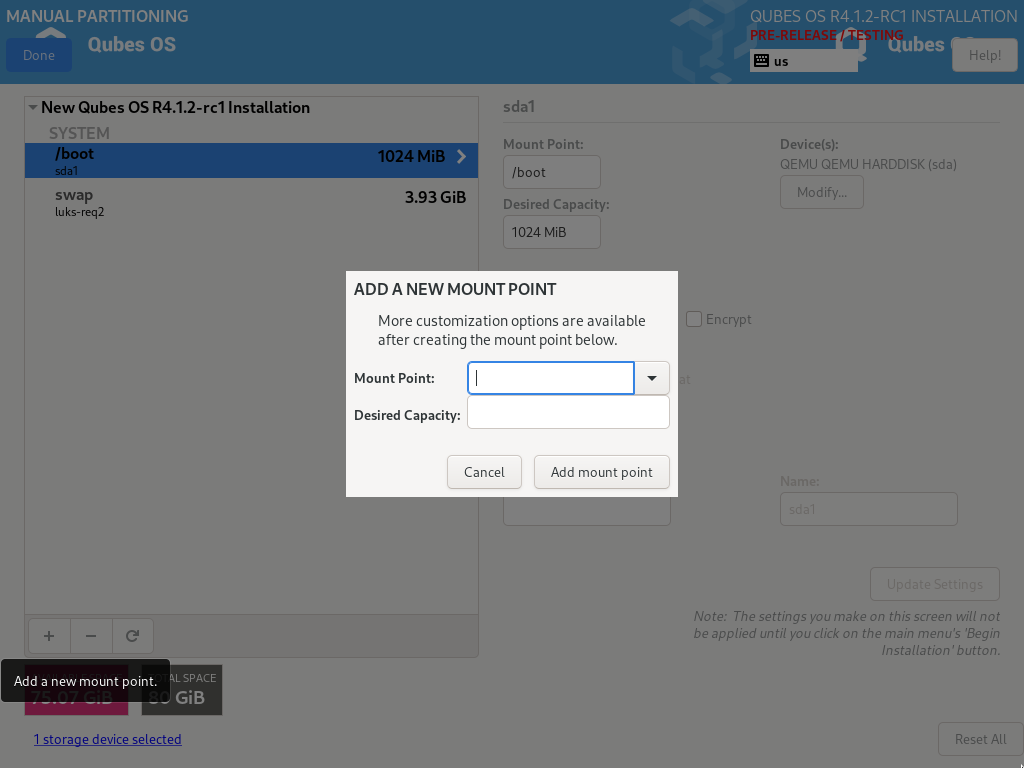 MANUAL PARTITIONING
QUBES OS R4.1.2-RC1 INSTALLATION
PRE-RELEASE / TESTING
Qubes OS
Qubes
Done
us
Help!
New Qubes OS R4.1.2-rc1 Installation
SYSTEM
/boot
1024 MiB
sda1
swap
3.93 GiB
luks-req2
sda1
Mount Point:
Device(s):
/boot
QEMU QEMU HARDDISK (sda)
Modify...
Desired Capacity:
1024 MiB
Encrypt
ADD A NEW MOUNT POINT
More customization options are available
after creating the mount point below.
Mount Point:
Desired Capacity:
Cancel
Add mount point
Name:
sda1
Update Settings
Note: The settings you make on this screen will not
be applied until you click on the main menu's 'Begin
Installation' button.
Add a new mount point.
SPACE
75.07 GiB
80 GiB
1 storage device selected
Reset All